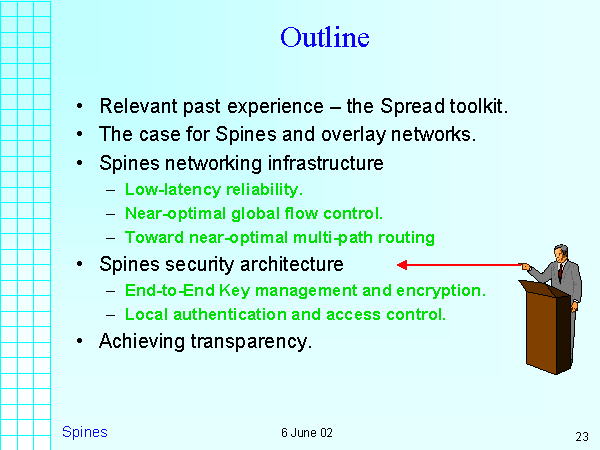 Outline
• Relevant past experience – the Spread toolkit.
• The case for Spines and overlay networks.
• Spines networking infrastructure
– Low-latency reliability.
– Near-optimal global flow control.
– Toward near-optimal multi-path routing
• Spines security architecture
– End-to-End Key management and encryption.
– Local authentication and access control.
• Achieving transparency.
Spines
6 June 02
23